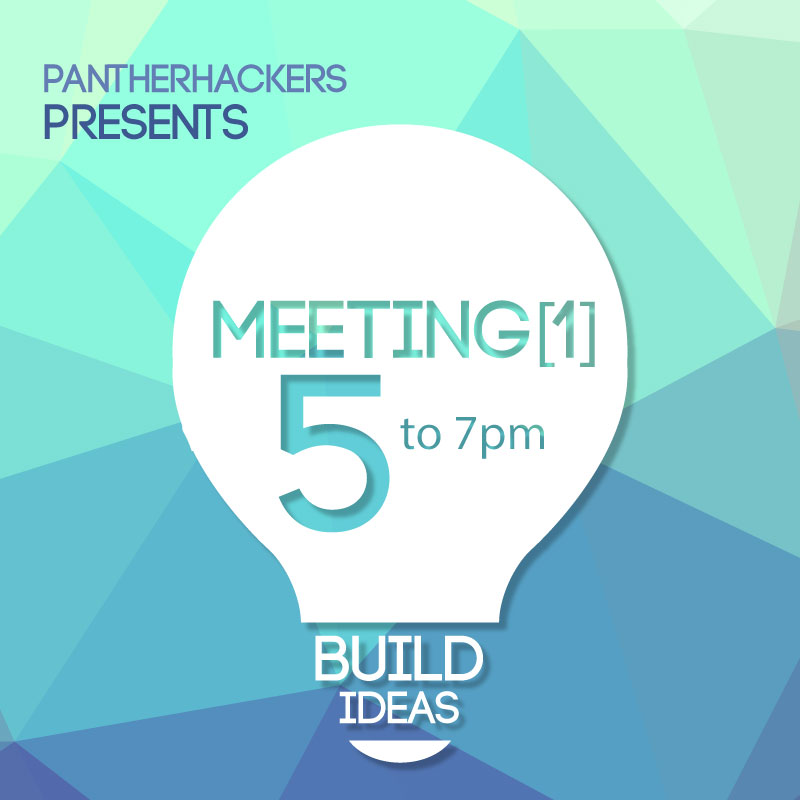 PANTHERHACKERS
PRESENTS
MEETING[1]
5 to 7pm
BUILD
IDEAS